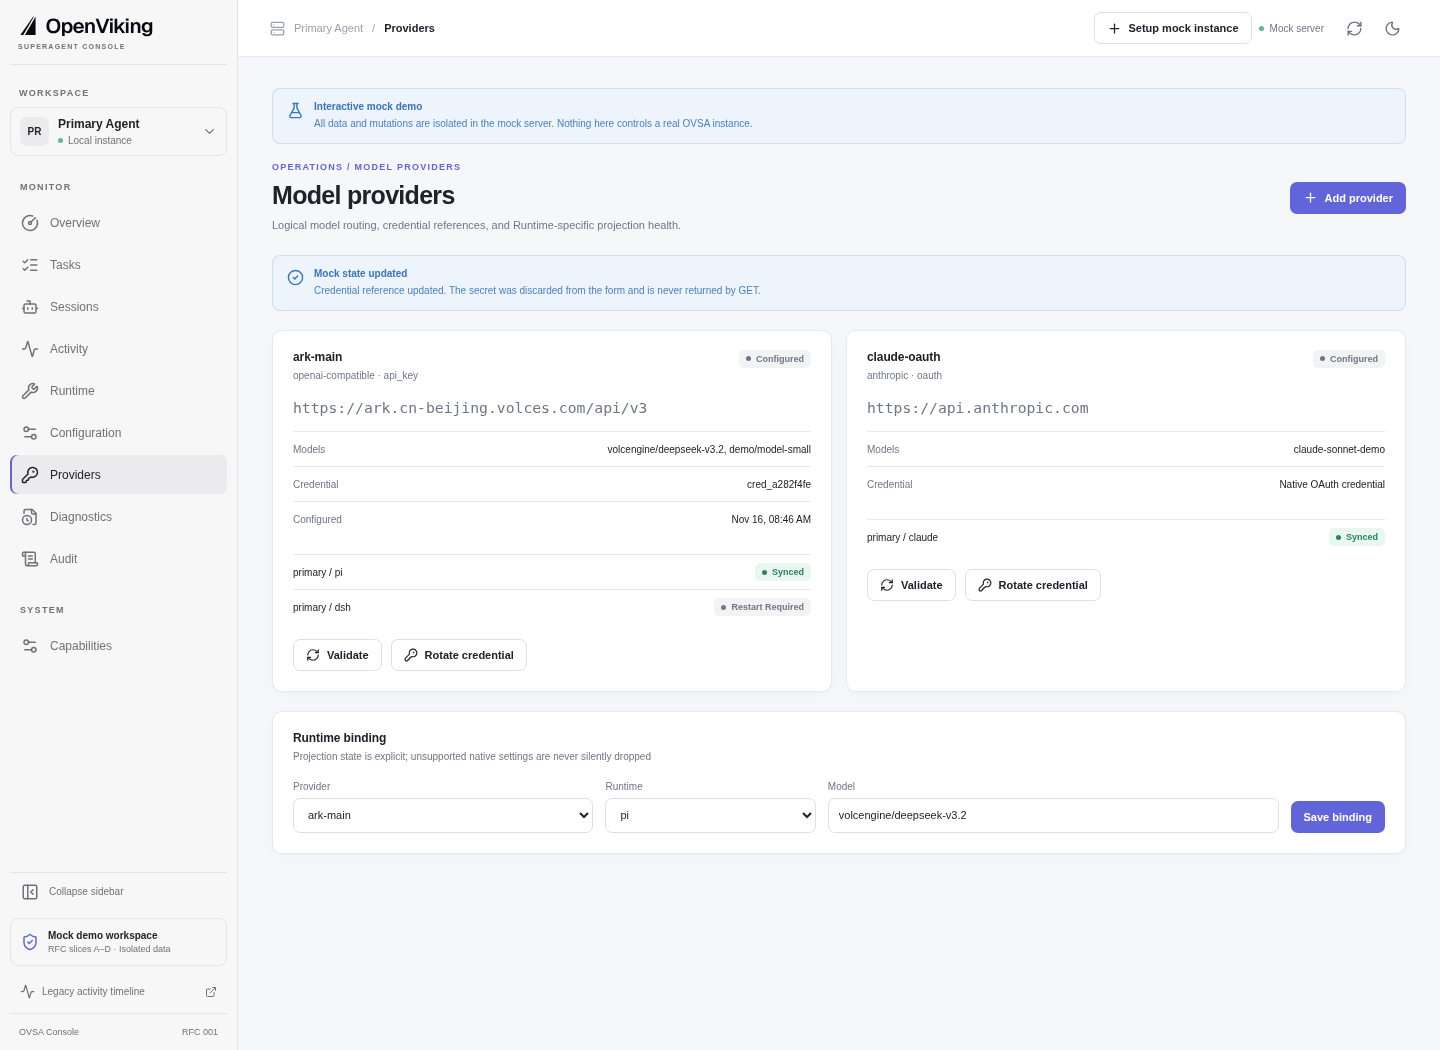 OpenViking
SUPERAGENT CONSOLE
WORKSPACE
PR
Primary Agent
Local instance
MONITOR
Overview
Tasks
Sessions
Activity
Runtime
Configuration
Providers
Diagnostics
Audit
SYSTEM
Capabilities
Collapse sidebar
Mock demo workspace
RFC slices A–D · Isolated data
Legacy activity timeline
OVSA Console RFC 001
Primary Agent / Providers
Setup mock instance
Mock server
Interactive mock demo
All data and mutations are isolated in the mock server. Nothing here controls a real OVSA instance.
OPERATIONS / MODEL PROVIDERS
Model providers
Logical model routing, credential references, and Runtime-specific projection health.
Add provider
Mock state updated
Credential reference updated. The secret was discarded from the form and is never returned by GET.
ark-main
Configured
openai-compatible · api_key
https://ark.cn-beijing.volces.com/api/v3
Models volcengine/deepseek-v3.2, demo/model-small
Credential cred_a282f4fe
Configured Nov 16, 08:46 AM
primary / pi Synced
primary / dsh Restart Required
Validate Rotate credential
claude-oauth
Configured
anthropic · oauth
https://api.anthropic.com
Models claude-sonnet-demo
Credential Native OAuth credential
primary / claude Synced
Validate Rotate credential
Runtime binding
Projection state is explicit; unsupported native settings are never silently dropped
Provider Runtime Model
ark-main pi volcengine/deepseek-v3.2 Save binding